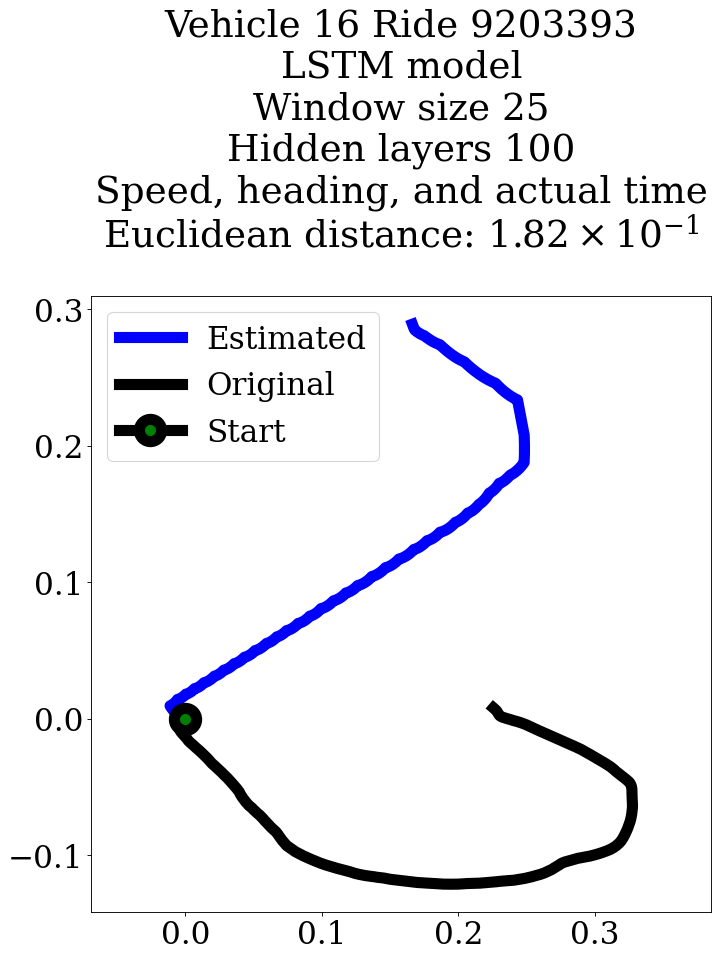 Vehicle 16 Ride 9203393
LSTM model
Window size 25
Hidden layers 100
Speed, heading, and actual time
Euclidean distance: 1.82 × 10⁻¹
0.3
0.2
0.1
0.0
−0.1
Estimated
Original
Start
0.0 0.1 0.2 0.3